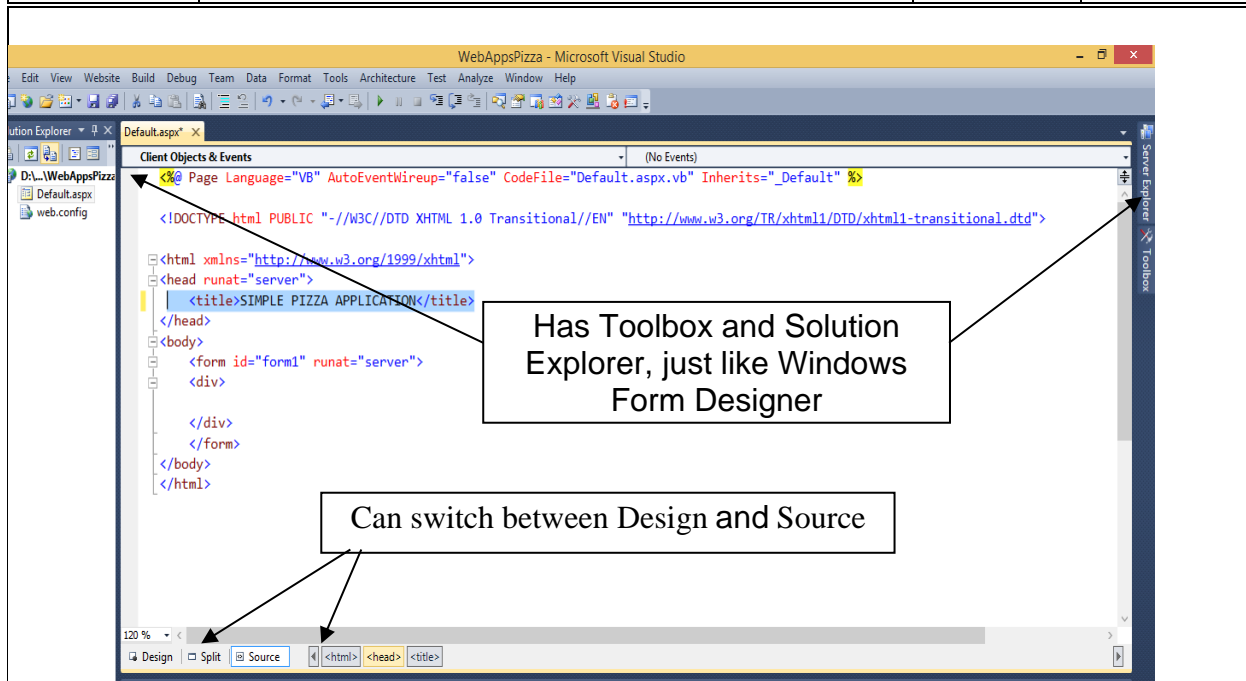 WebAppsPizza - Microsoft Visual Studio
Edit View Website Build Debug Team Data Format Tools Architecture Test Analyze Window Help
Explorer
Default.aspx*
Client Objects & Events
(No Events)
D:\...\WebAppsPizza
Default.aspx
web.config
<%@ Page Language="VB" AutoEventWireup="false" CodeFile="Default.aspx.vb" Inherits="_Default" %>
<!DOCTYPE html PUBLIC "-//W3C//DTD XHTML 1.0 Transitional//EN" "http://www.w3.org/TR/xhtml1/DTD/xhtml1-transitional.dtd">
<html xmlns="http://www.w3.org/1999/xhtml">
<head runat="server">
<title>SIMPLE PIZZA APPLICATION</title>
</head>
<body>
<form id="form1" runat="server">
<div>
</div>
</form>
</body>
</html>
Server Explorer
Toolbox
Has Toolbox and Solution
Explorer, just like Windows
Form Designer
Can switch between Design and Source
120 %
Design Split Source <html> <head> <title>